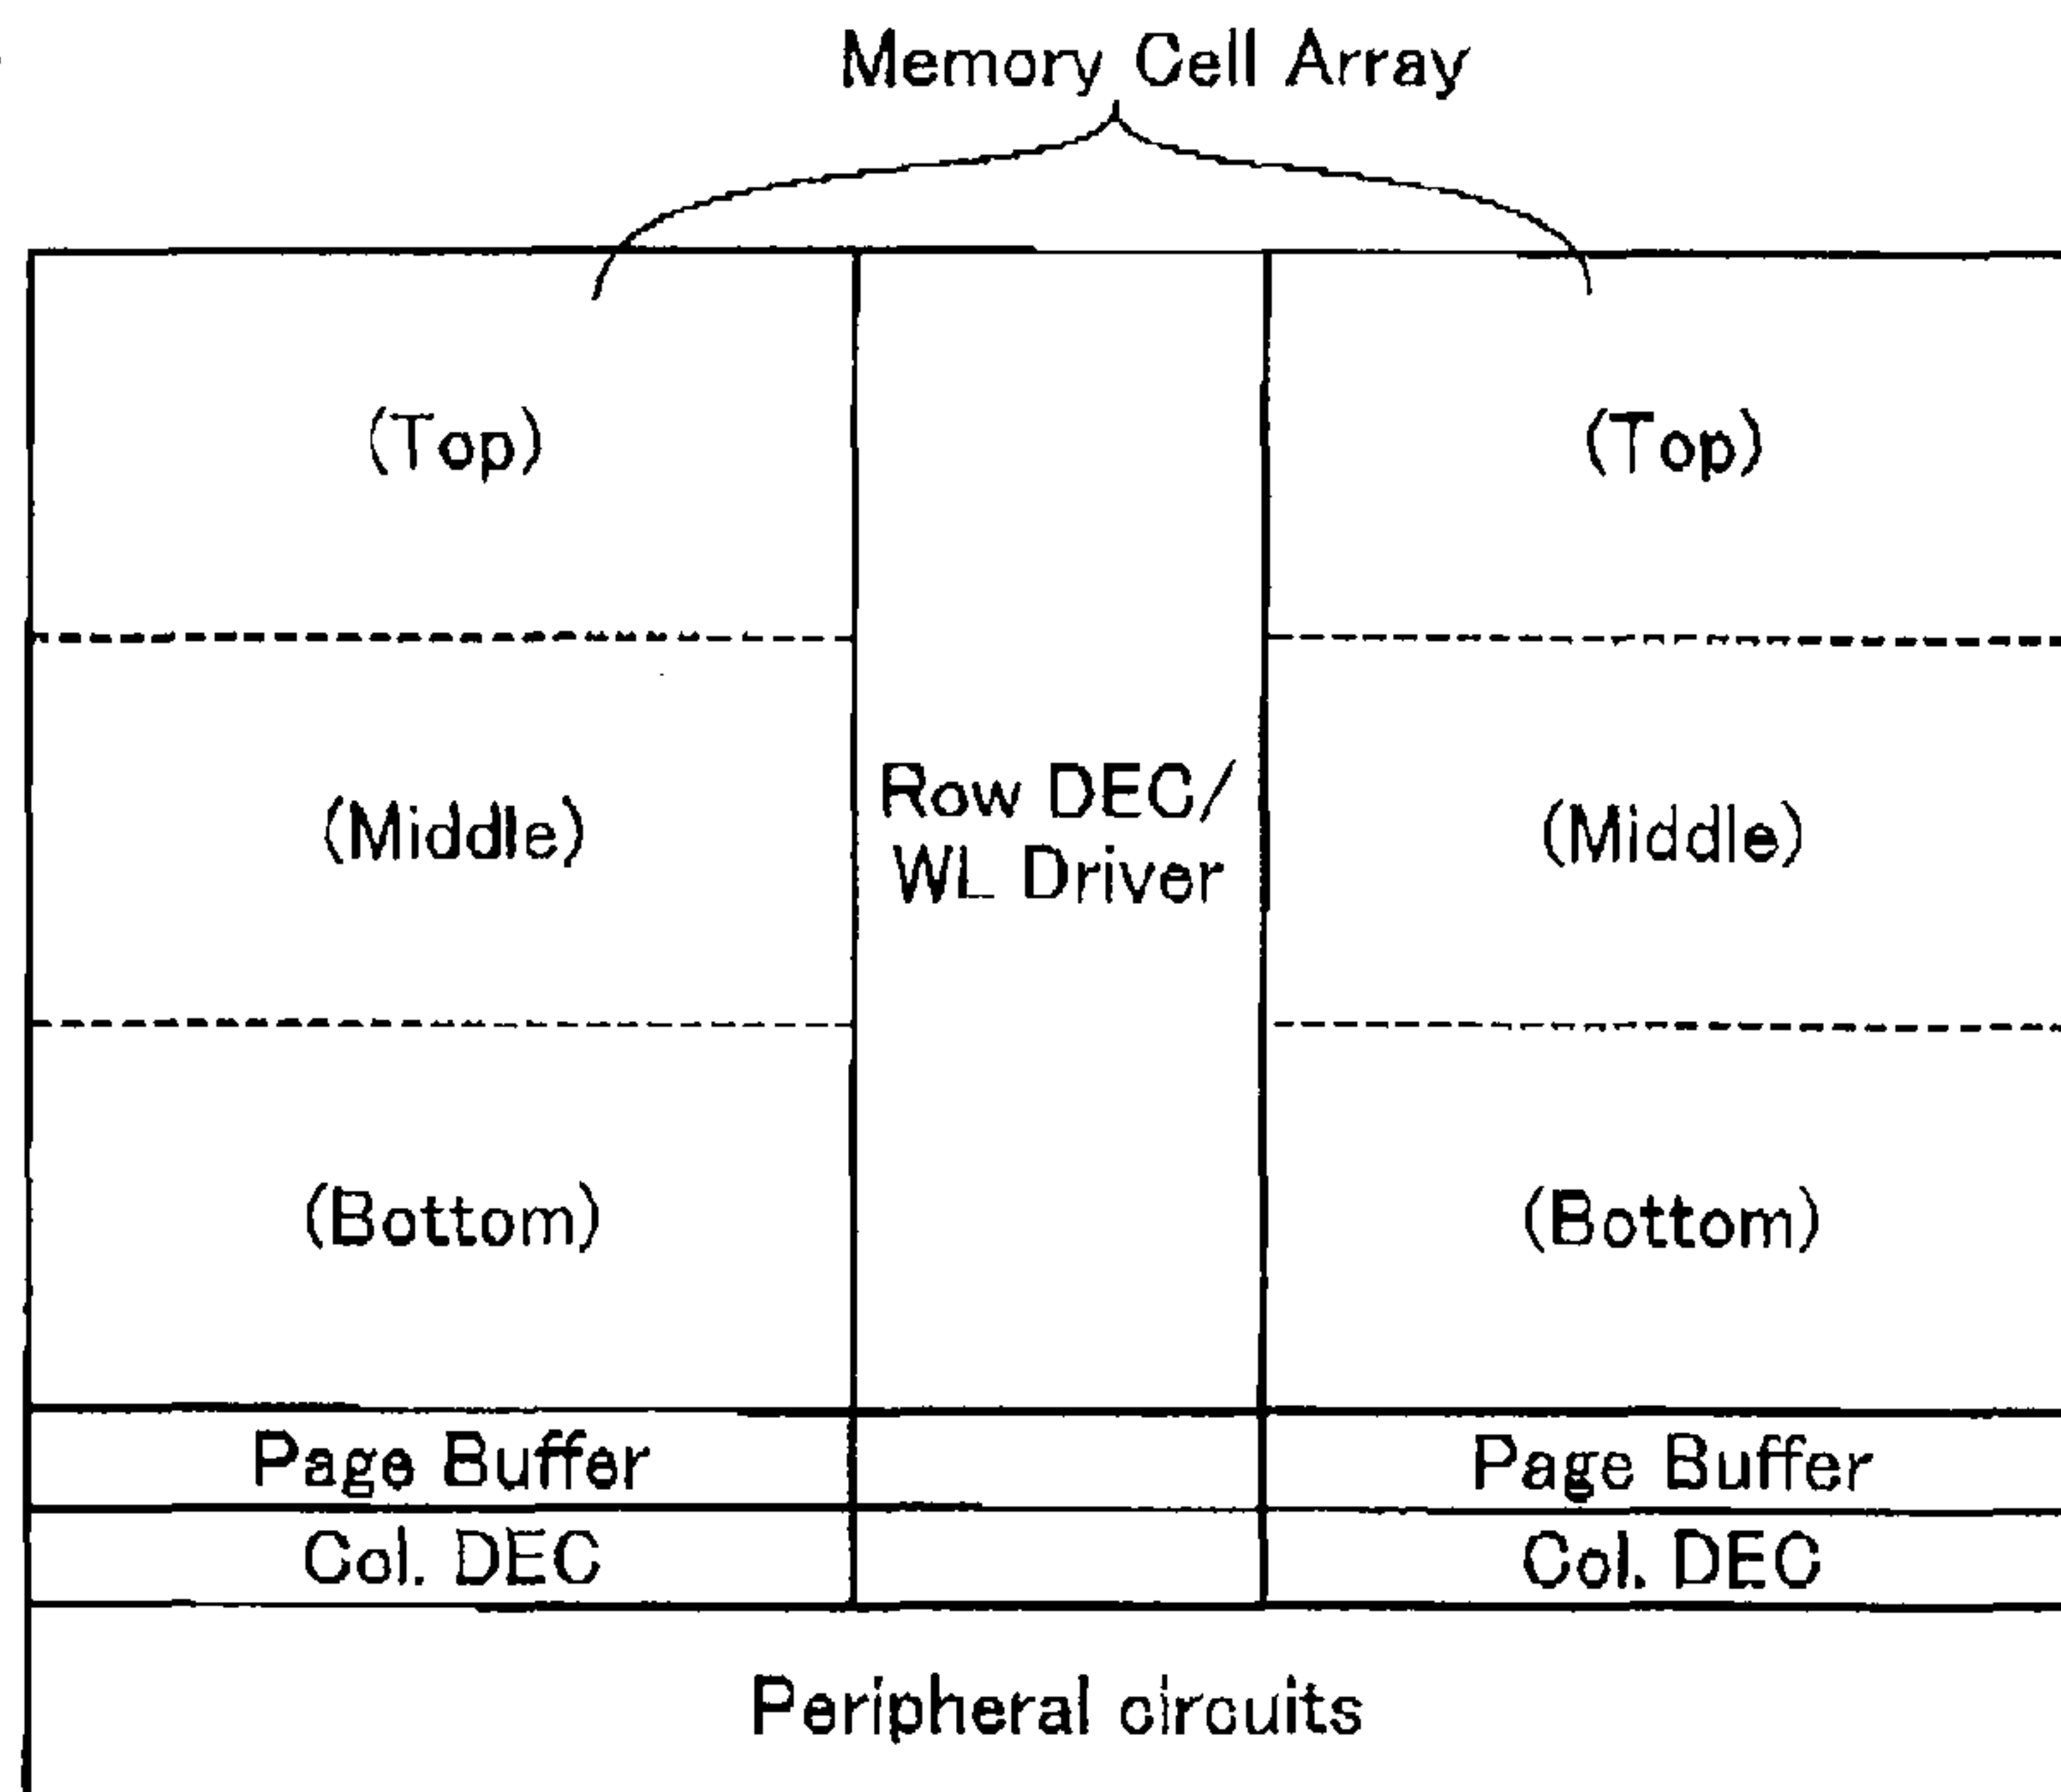 Memory Cell Array
(Top)
(Top)
(Middle)
Row DEC/
WL Driver
(Middle)
(Bottom)
(Bottom)
Page Buffer
Page Buffer
Col. DEC
Col. DEC
Peripheral circuits